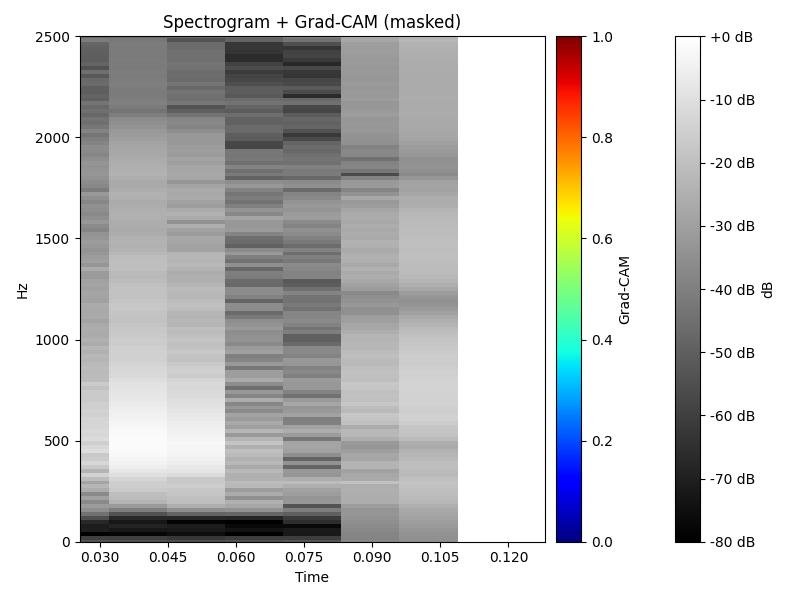 Spectrogram + Grad-CAM (masked)
2500
2000
1500
1000
500
0
Hz
0.030
0.045
0.060
0.075
0.090
0.105
0.120
Time
1.0
0.8
0.6
0.4
0.2
0.0
Grad-CAM
+0 dB
-10 dB
-20 dB
-30 dB
-40 dB
-50 dB
-60 dB
-70 dB
-80 dB
dB